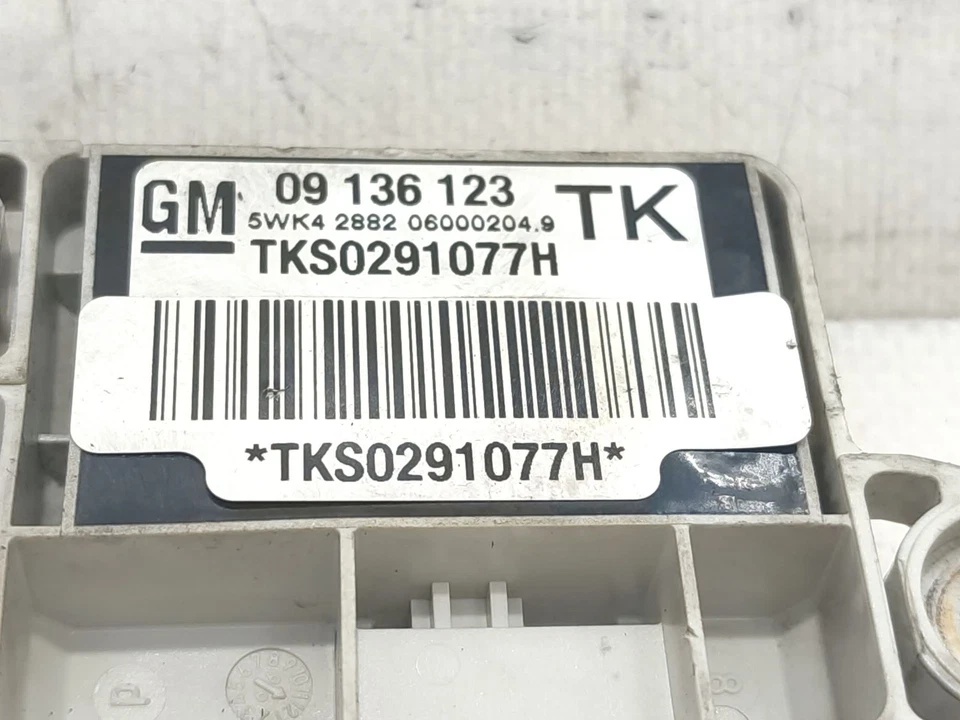 GM 09 136 123 TK
5WK4 2882 06000204.9
TKS0291077H
*TKS0291077H*